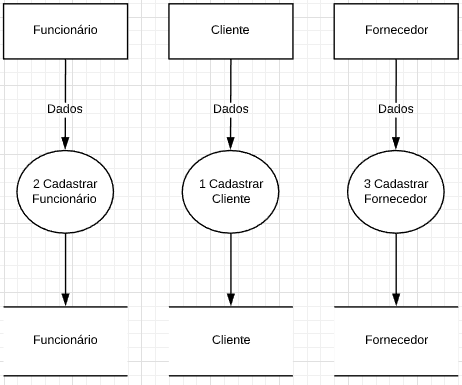 Funcionário
Cliente
Fornecedor
Dados
Dados
Dados
2 Cadastrar
Funcionário
1 Cadastrar
Cliente
3 Cadastrar
Fornecedor
Funcionário
Cliente
Fornecedor